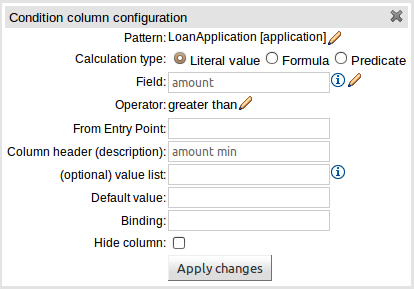 Condition column configuration
Pattern: LoanApplication [application]
Calculation type: Literal value Formula Predicate
Field: amount
Operator: greater than
From Entry Point:
Column header (description): amount min
(optional) value list:
Default value:
Binding:
Hide column:
Apply changes